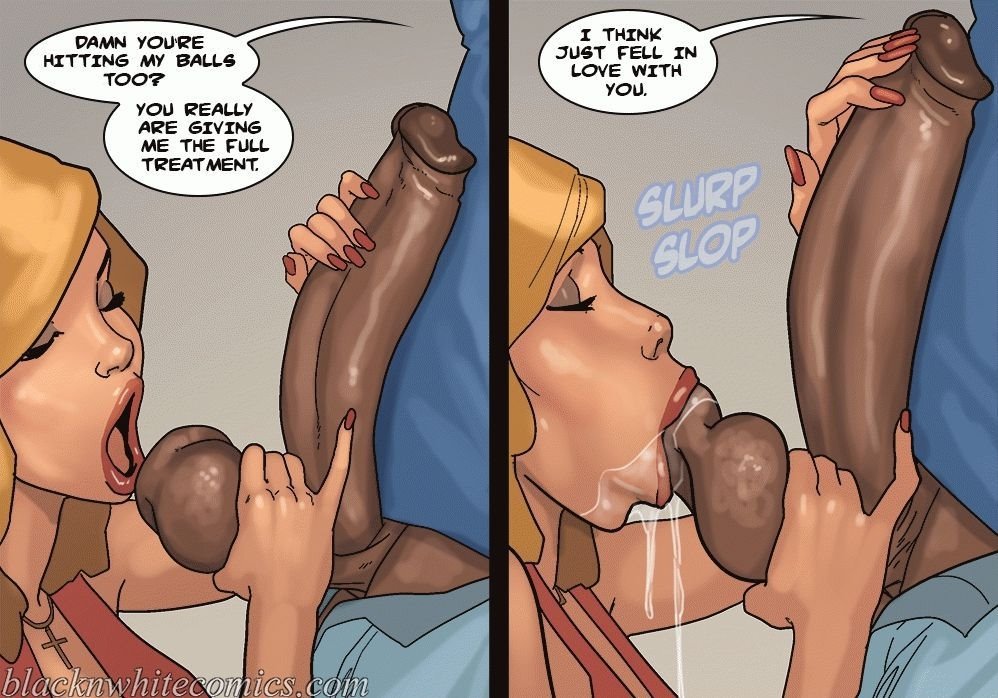 DAMN YOU'RE
HITTING MY BALLS
TOO?
YOU REALLY
ARE GIVING
ME THE FULL
TREATMENT.
I THINK
JUST FELL IN
LOVE WITH
YOU.
SLURP
SLOP
blacknwhitecomics.com